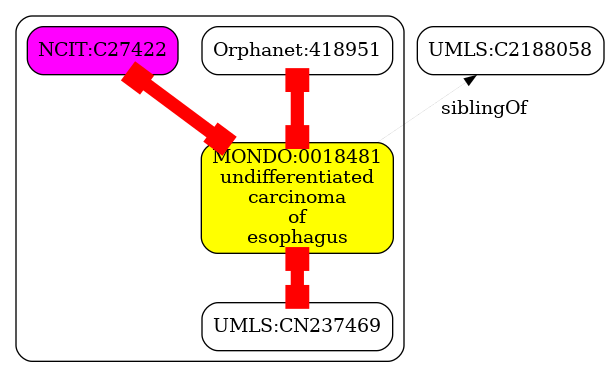 NCIT:C27422
Orphanet:418951
UMLS:C2188058
siblingOf
MONDO:0018481
undifferentiated
carcinoma
of
esophagus
UMLS:CN237469